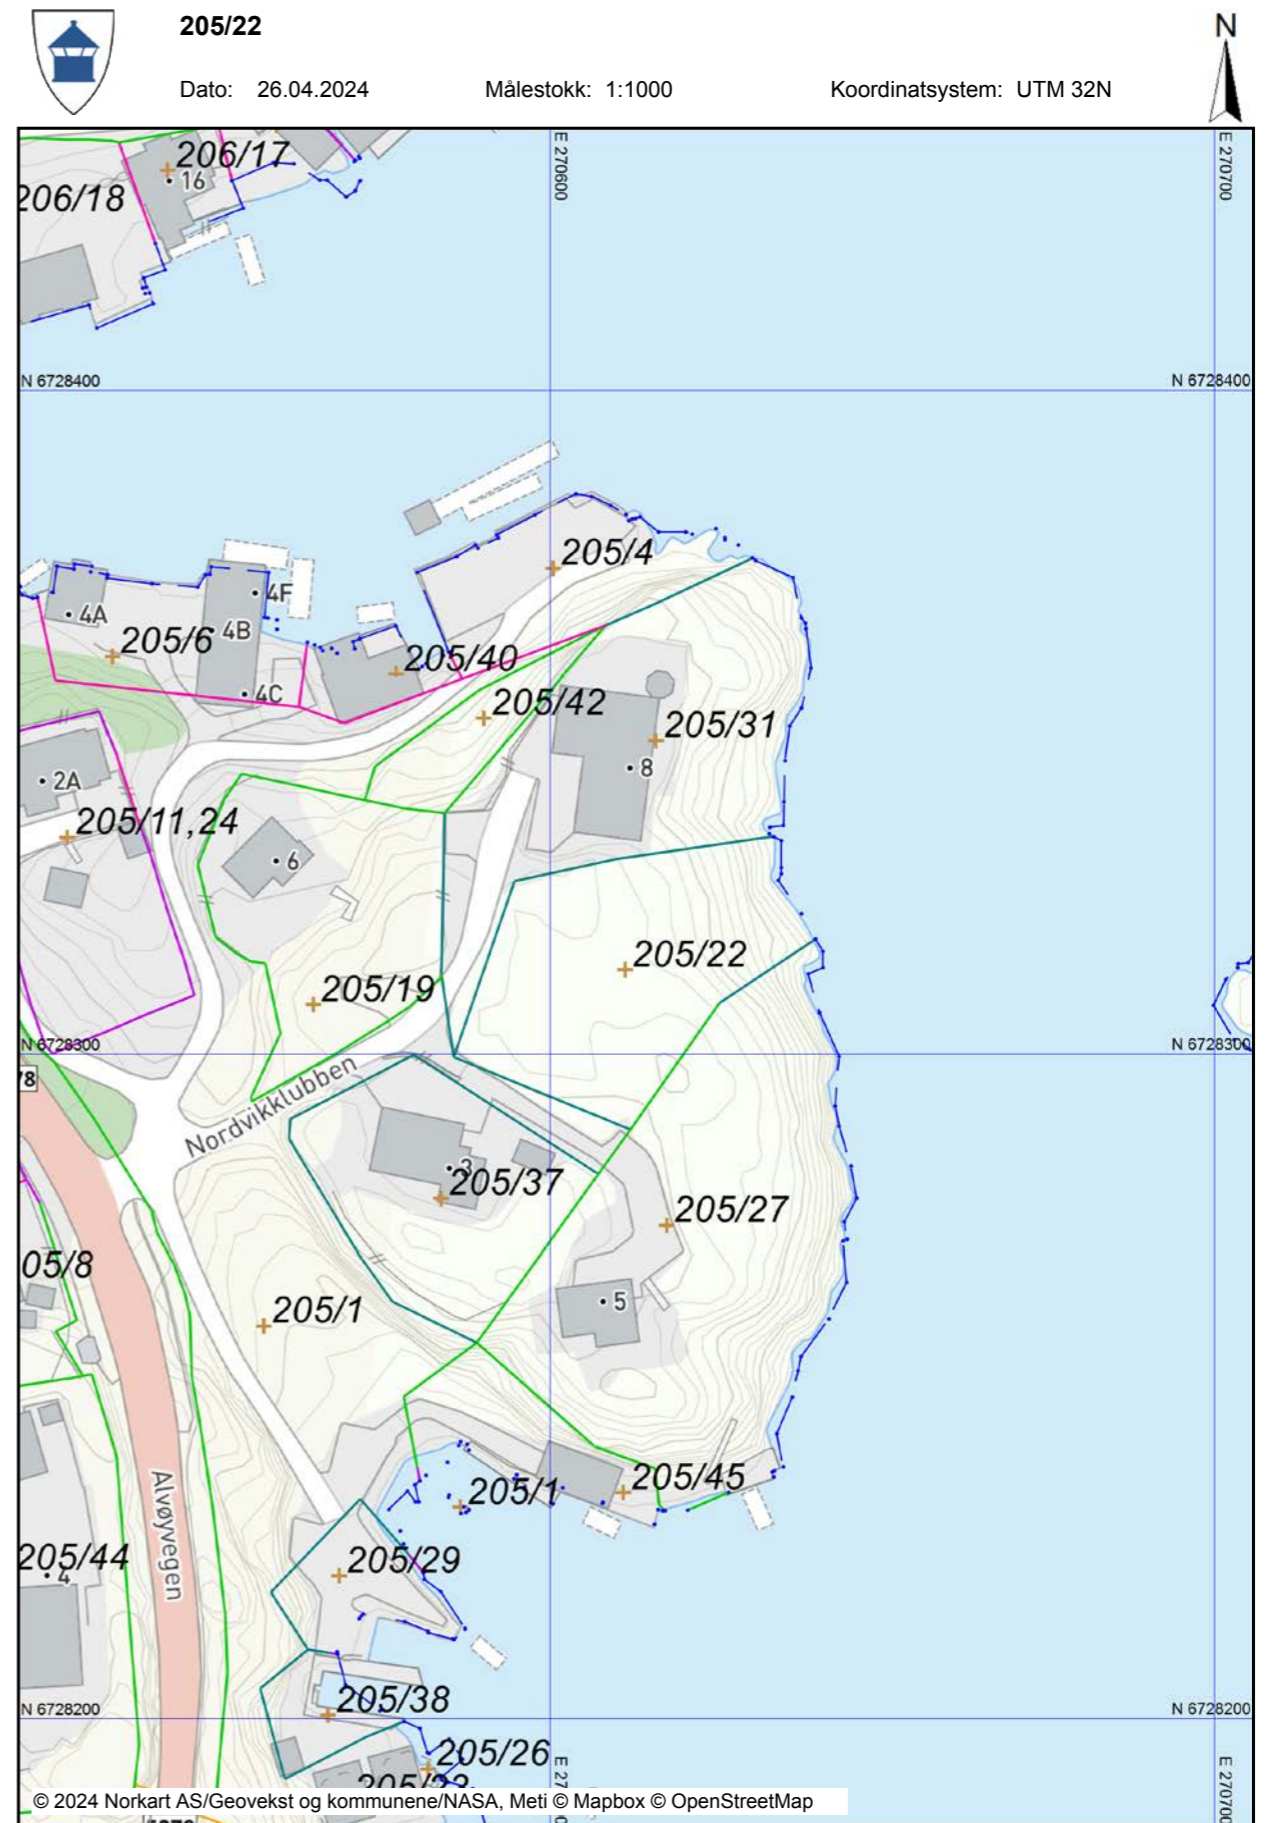 205/22
N
Dato: 26.04.2024 Målestokk: 1:1000 Koordinatsystem: UTM 32N
E 270600
E 270700
206/17
16
206/18
N 6728400
N 6728400
205/4
4F
4A
4B
205/6
205/40
4C
205/42
205/31
8
2A
205/11,24
6
205/22
205/19
N 6728300
N 6728300
78
Nordvikklubben
3
205/37
205/27
05/8
5
205/1
205/45
205/1
Alvøyvegen
205/29
205/44
4
205/38
N 6728200
N 6728200
205/26
E 270700
© 2024 Norkart AS/Geovekst og kommunene/NASA, Meti © Mapbox © OpenStreetMap